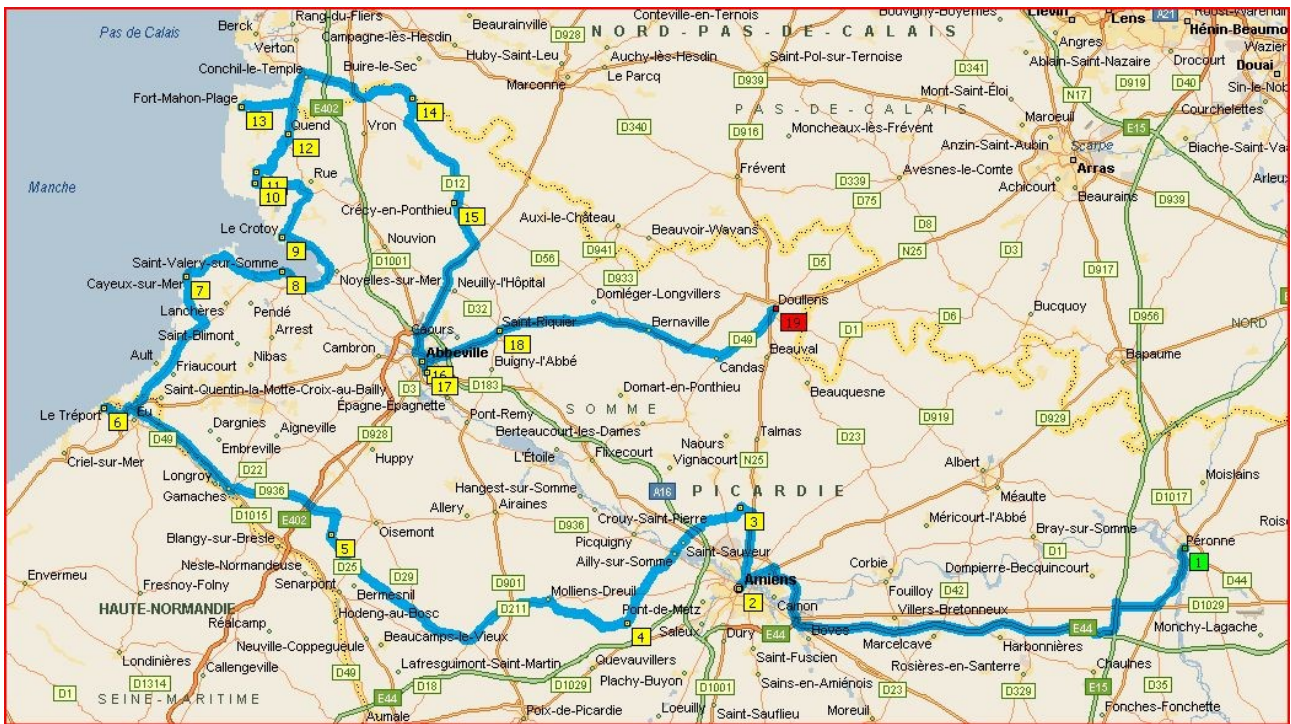 Berck
Rang-du-Fliers
Beaurainville
Conteville-en-Ternois
Bouvigny-Boyeffles
Liévin
A21
Roost-Warendin
Pas de Calais
Verton
Campagne-lès-Hesdin
D928
NORD-PAS-DE-CALAIS
Lens
Hénin-Beaumo
Huby-Saint-Leu
Auchy-lès-Hesdin
Angres
Wazier
Conchil-le-Temple
Buire-le-Sec
Saint-Pol-sur-Ternoise
Ablain-Saint-Nazaire
Drocourt
Douai
Marconne
Le Parcq
D939
D341
D919
D40
Fort-Mahon-Plage
E402
14
Mont-Saint-Éloi
N17
Sin-le-Nob
13
PAS-DE-CALAIS
Courchelettes
Quend
Vron
D340
D916
Moncheaux-lès-Frévent
Maroeuil
E15
12
Anzin-Saint-Aubin
Scarpe
Biache-Saint-Vaa
Frévent
Manche
11
Rue
D12
D339
Avesnes-le-Comte
Arras
Arleux
10
Achicourt
Crécy-en-Ponthieu
15
D75
Beaurains
D939
Auxi-le-Château
Le Crotoy
D8
9
Nouvion
Beauvoir-Wavans
D1001
D941
N25
D3
Saint-Valery-sur-Somme
D56
D5
D917
Cayeux-sur-Mer
8
Noyelles-sur-Mer
D933
7
Neuilly-l'Hôpital
Domléger-Longvillers
Doullens
Bucquoy
Lanchères
Pendé
D32
19
D6
D956
NORD
Saint-Blimont
Arrest
Caours
Saint-Riquier
Bernaville
D1
18
D49
Ault
Nibas
Cambron
Abbeville
Buigny-l'Abbé
Beauval
Bapaume
Friaucourt
16
Candas
Saint-Quentin-la-Motte-Croix-au-Bailly
D3
17
D183
Domart-en-Ponthieu
Beauquesne
Épagne-Épagnette
SOMME
Le Tréport
6
Eu
Dargnies
Aigneville
Pont-Remy
D919
D929
D49
Embreville
D928
Berteaucourt-les-Dames
Naours
Talmas
D23
Criel-sur-Mer
D22
Huppy
L'Étoile
Flixecourt
Vignacourt
N25
Albert
Longroy
Moislains
Gamaches
D936
Hangest-sur-Somme
A16
PICARDIE
D1017
D1015
E402
Allery
Airaines
Crouy-Saint-Pierre
3
Méaulte
Oisemont
D936
Méricourt-l'Abbé
Bray-sur-Somme
Roise
Blangy-sur-Bresle
5
Picquigny
Péronne
D1
1
Nesle-Normandeuse
D25
Ailly-sur-Somme
Saint-Sauveur
Corbie
Dompierre-Becquincourt
Envermeu
Fresnoy-Folny
Senarpont
D29
D901
Amiens
D44
Bermesnil
Molliens-Dreuil
2
Fouilloy
D42
HAUTE-NORMANDIE
Hodeng-au-Bosc
D211
Pont-de-Metz
Camon
Villers-Bretonneux
D1029
Réalcamp
4
Saleux
Boves
E44
Neuville-Coppegueule
Beaucamps-le-Vieux
Dury
E44
Marcelcave
Harbonnières
Monchy-Lagache
Londinières
Callengeville
D49
Lafresguimont-Saint-Martin
Quevauvillers
Saint-Fuscien
Rosières-en-Santerre
Chaulnes
D1
D1314
E44
D18
D1029
Plachy-Buyon
D1001
Sains-en-Amiénois
D23
D329
E15
D35
SEINE-MARITIME
Aumale
Poix-de-Picardie
Loeuilly
Saint-Sauflieu
Moreuil
Fonches-Fonchette